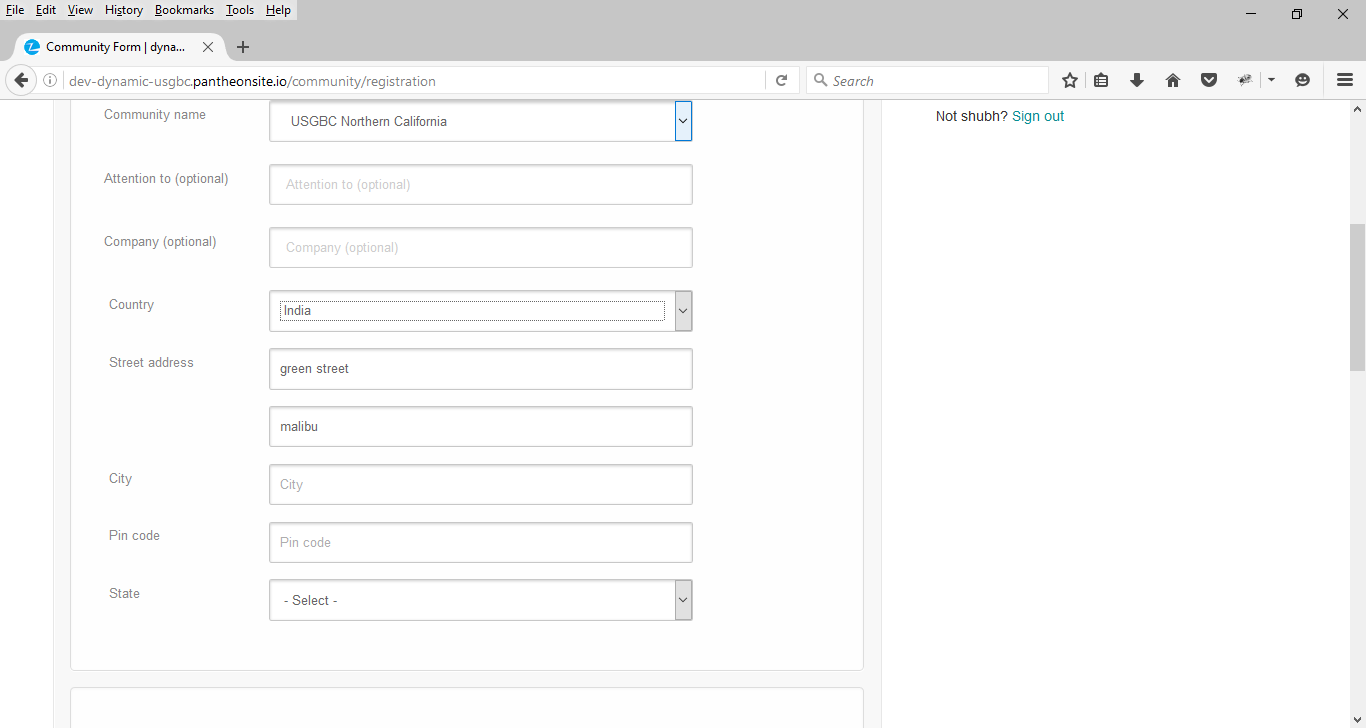 File Edit View History Bookmarks Tools Help
Community Form | dyna...
dev-dynamic-usgbc.pantheonsite.io/community/registration
Search
Community name
USGBC Northern California
Not shubh? Sign out
Attention to (optional)
Attention to (optional)
Company (optional)
Company (optional)
Country
India
Street address
green street
malibu
City
City
Pin code
Pin code
State
- Select -